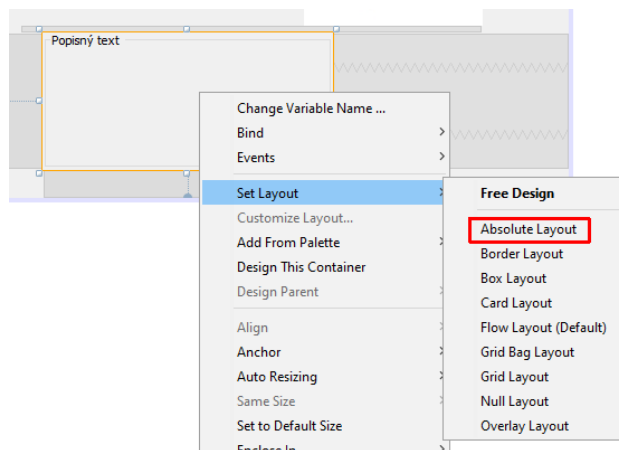 Popisný text
Change Variable Name ...
Bind
Events
Set Layout
Customize Layout...
Add From Palette
Design This Container
Design Parent
Align
Anchor
Auto Resizing
Same Size
Set to Default Size
Enclose In
Free Design
Absolute Layout
Border Layout
Box Layout
Card Layout
Flow Layout (Default)
Grid Bag Layout
Grid Layout
Null Layout
Overlay Layout